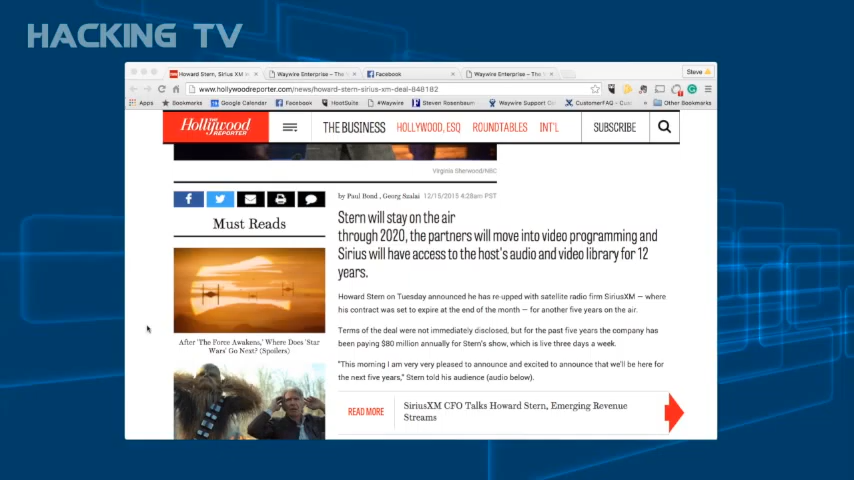 HACKING TV
Howard Stern, Sirius XM
Waywire Enterprise – The
Facebook
Waywire Enterprise – The
Steve
www.hollywoodreporter.com/news/howard-stern-sirius-xm-deal-848182
Apps
Bookmarks
Google Calendar
Facebook
HootSuite
#Waywire
Steven Rosenbaum
Waywire Support
CustomerFAQ
Other Bookmarks
THE
Hollywood
REPORTER
THE BUSINESS
HOLLYWOOD, ESQ
ROUNDTABLES
INT'L
SUBSCRIBE
Virginia Sherwood/NBC
by Paul Bond , Georg Szalai 12/15/2015 4:28am PST
Must Reads
Stern will stay on the air
through 2020, the partners will move into video programming and
Sirius will have access to the host's audio and video library for 12
years.
Howard Stern on Tuesday announced he has re-upped with satellite radio firm SiriusXM — where
his contract was set to expire at the end of the month — for another five years on the air.
Terms of the deal were not immediately disclosed, but for the past five years the company has
been paying $80 million annually for Stern's show, which is live three days a week.
"This morning I am very very pleased to announce and excited to announce that we'll be here for
the next five years," Stern told his audience (audio below).
After 'The Force Awakens,' Where Does 'Star
Wars' Go Next? (Spoilers)
READ MORE
SiriusXM CFO Talks Howard Stern, Emerging Revenue
Streams